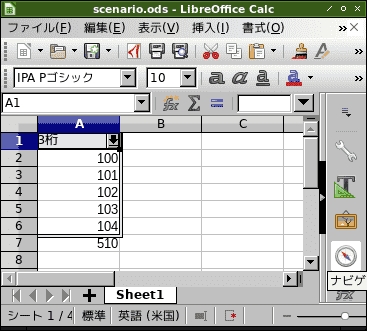 scenario.ods - LibreOffice Calc
ファイル(F) 編集(E) 表示(V) 挿入(I) 書式(O) »
IPA Pゴシック 10 a a a a »
A1 fx Σ =
A B C
1 3桁
2 100
3 101
4 102
5 103
6 104
7 510
8
ナビゲ
Sheet1
シート 1 / 4 標準 英語 (米国)